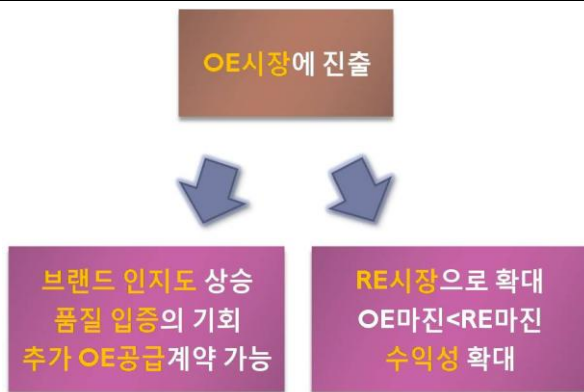 OE시장에 진출
브랜드 인지도 상승
품질 입증의 기회
추가 OE공급계약 가능
RE시장으로 확대
OE마진<RE마진
수익성 확대